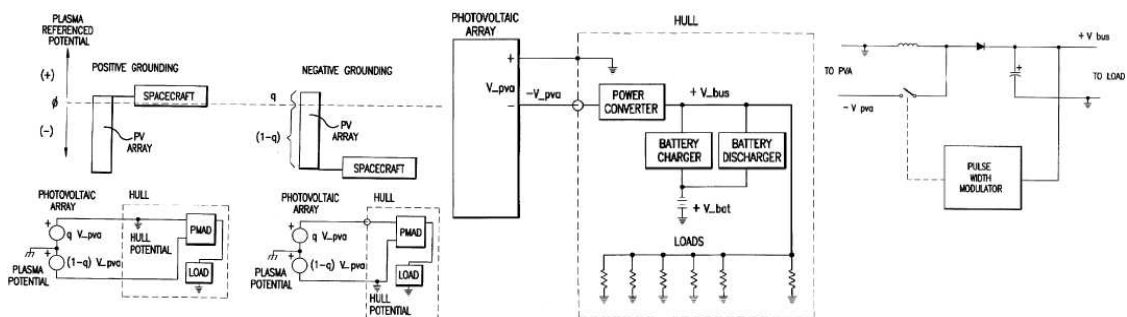 PLASMA
REFERENCED
POTENTIAL
(+)
ϕ
(-)
POSITIVE GROUNDING
SPACECRAFT
PV
ARRAY
NEGATIVE GROUNDING
q
(1-q)
PV
ARRAY
SPACECRAFT
PHOTOVOLTAIC
ARRAY
HULL
+
q V_pva
HULL
POTENTIAL
PMAD
+
(1-q) V_pva
PLASMA
POTENTIAL
LOAD
PHOTOVOLTAIC
ARRAY
HULL
+
q V_pva
PMAD
+
(1-q) V_pva
PLASMA
POTENTIAL
LOAD
HULL
POTENTIAL
PHOTOVOLTAIC
ARRAY
+
V_pva
-
HULL
-V_pva
POWER
CONVERTER
+ V_bus
BATTERY
CHARGER
BATTERY
DISCHARGER
+ V_bat
LOADS
+ V bus
+
TO PVA
TO LOAD
- V pva
PULSE
WIDTH
MODULATOR